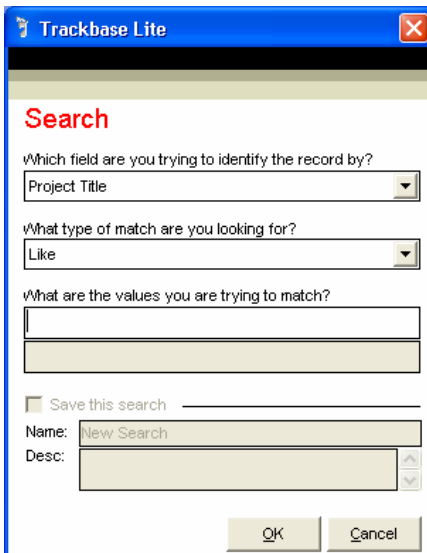 Trackbase Lite
Search
Which field are you trying to identify the record by?
Project Title
What type of match are you looking for?
Like
What are the values you are trying to match?
Save this search
Name: New Search
Desc:
OK Cancel